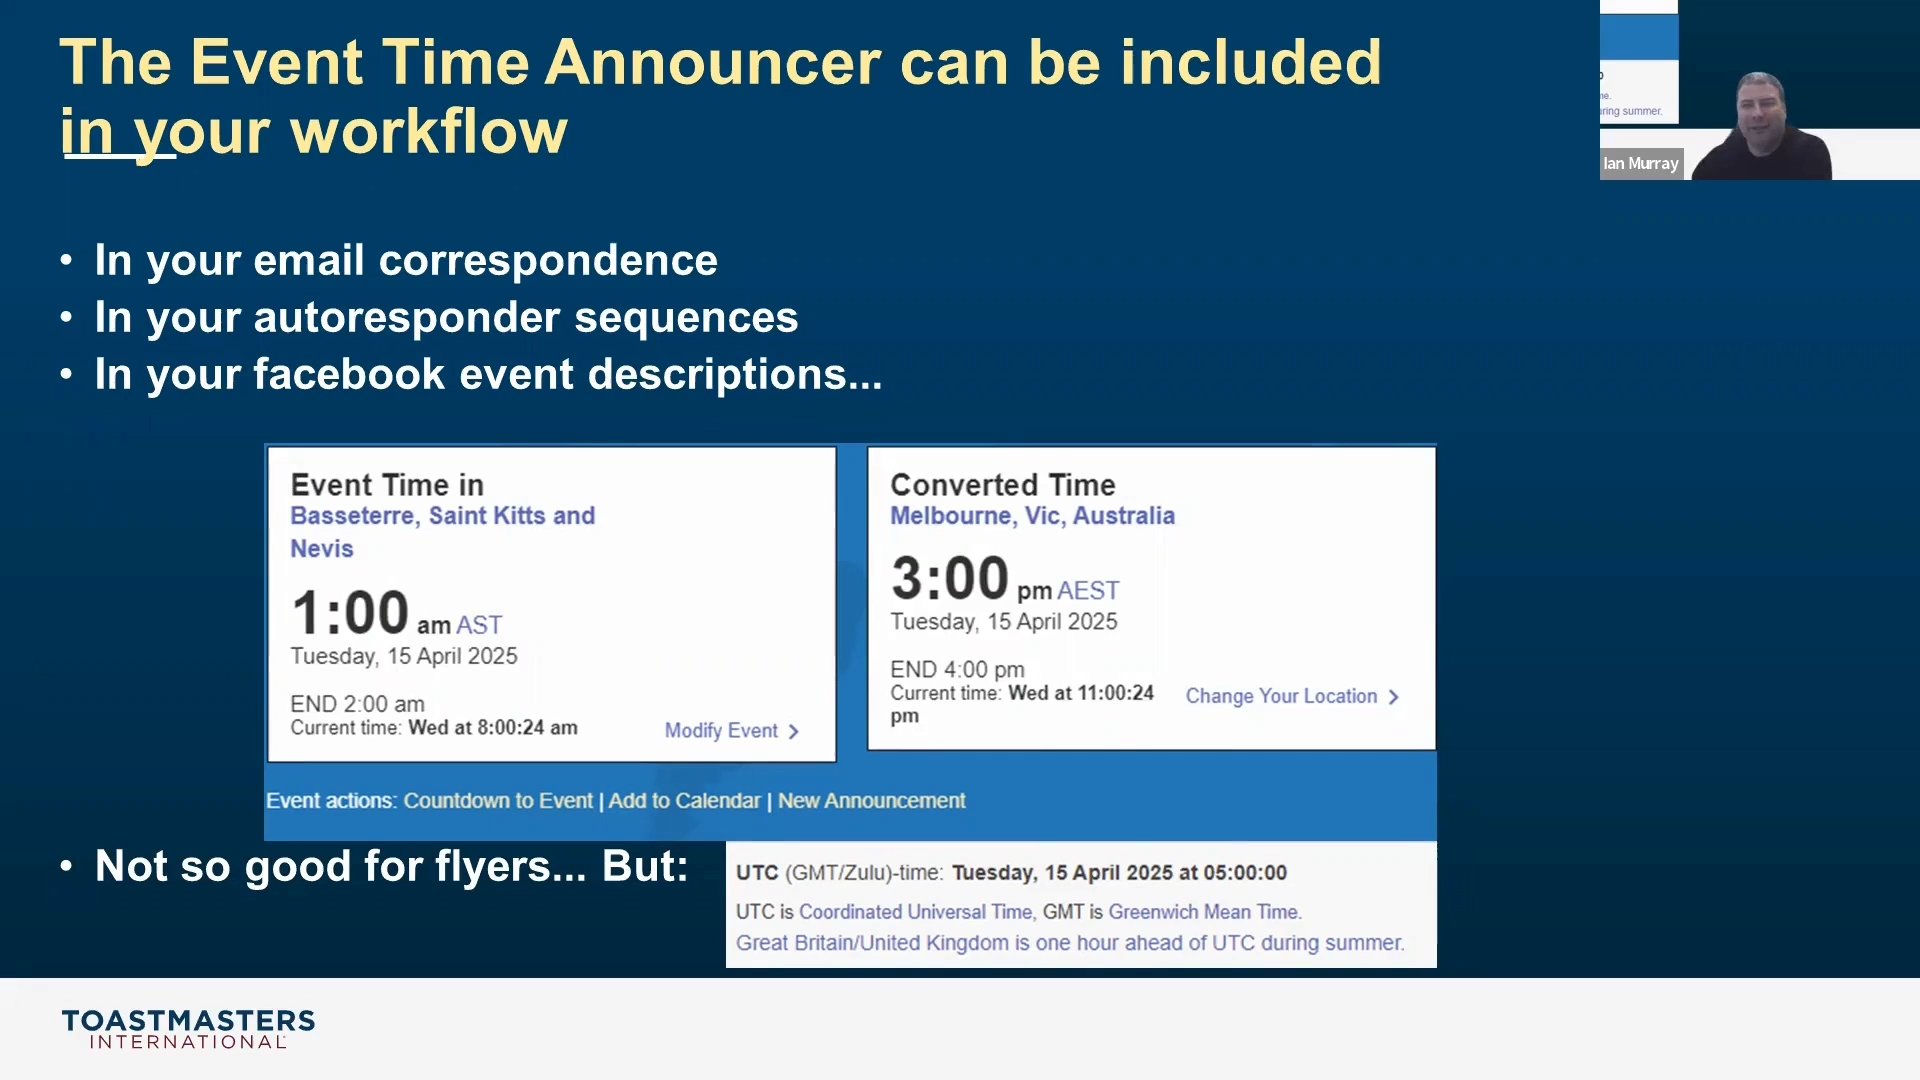 The Event Time Announcer can be included
in your workflow
uring summer.
Ian Murray
• In your email correspondence
• In your autoresponder sequences
• In your facebook event descriptions...
Event Time in
Basseterre, Saint Kitts and
Nevis
1:00 am AST
Tuesday, 15 April 2025
END 2:00 am
Current time: Wed at 8:00:24 am
Modify Event >
Converted Time
Melbourne, Vic, Australia
3:00 pm AEST
Tuesday, 15 April 2025
END 4:00 pm
Current time: Wed at 11:00:24
pm
Change Your Location >
Event actions: Countdown to Event | Add to Calendar | New Announcement
• Not so good for flyers... But:
UTC (GMT/Zulu)-time: Tuesday, 15 April 2025 at 05:00:00
UTC is Coordinated Universal Time, GMT is Greenwich Mean Time.
Great Britain/United Kingdom is one hour ahead of UTC during summer.
TOASTMASTERS
INTERNATIONAL